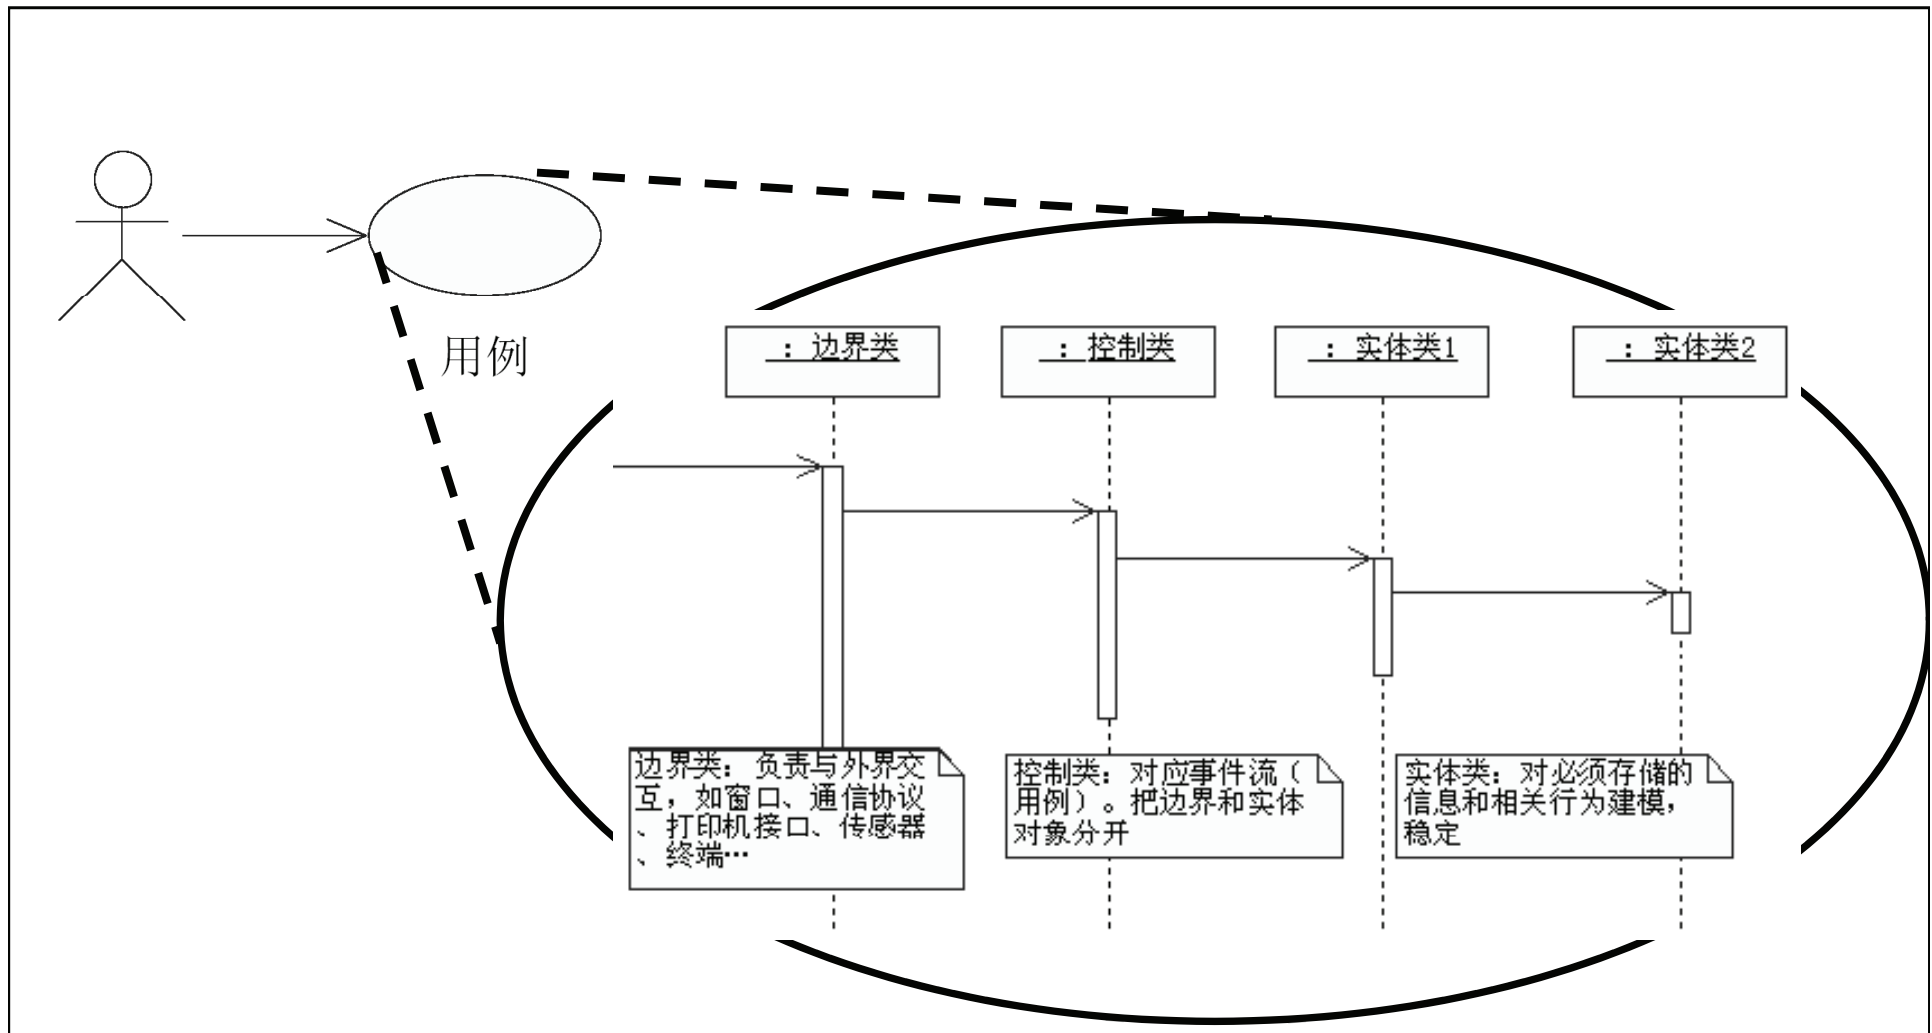 用例
: 边界类
: 控制类
: 实体类1
: 实体类2
边界类: 负责与外界交
互，如窗口、通信协议
、打印机接口、传感器
、终端…
控制类: 对应事件流（
用例）。把边界和实体
对象分开
实体类: 对必须存储的
信息和相关行为建模，
稳定